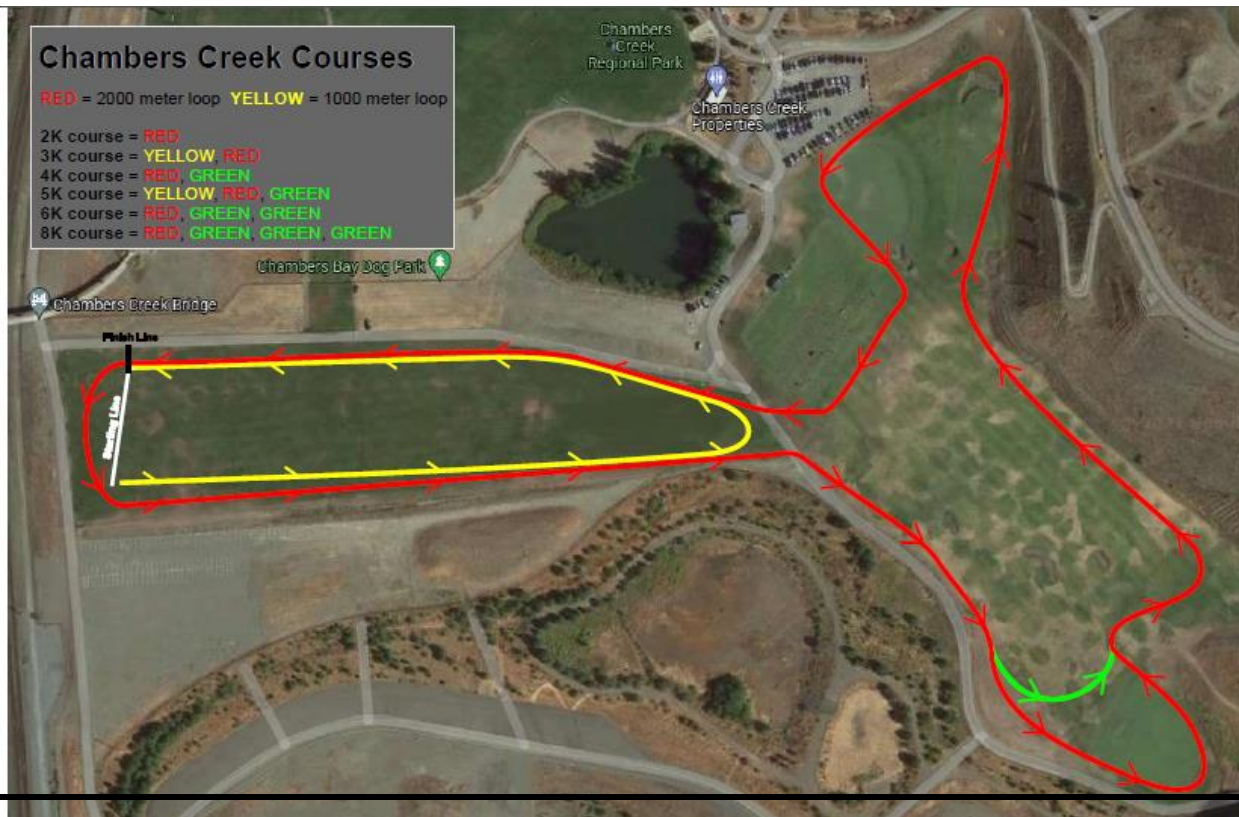 Chambers Creek Courses
RED = 2000 meter loop YELLOW = 1000 meter loop
2K course = RED
3K course = YELLOW, RED
4K course = RED, GREEN
5K course = YELLOW, RED, GREEN
6K course = RED, GREEN, GREEN
8K course = RED, GREEN, GREEN, GREEN
Chambers
Creek
Regional Park
Chambers Creek
Properties
Chambers Bay Dog Park
Chambers Creek Bridge
Finish Line
Starting Line